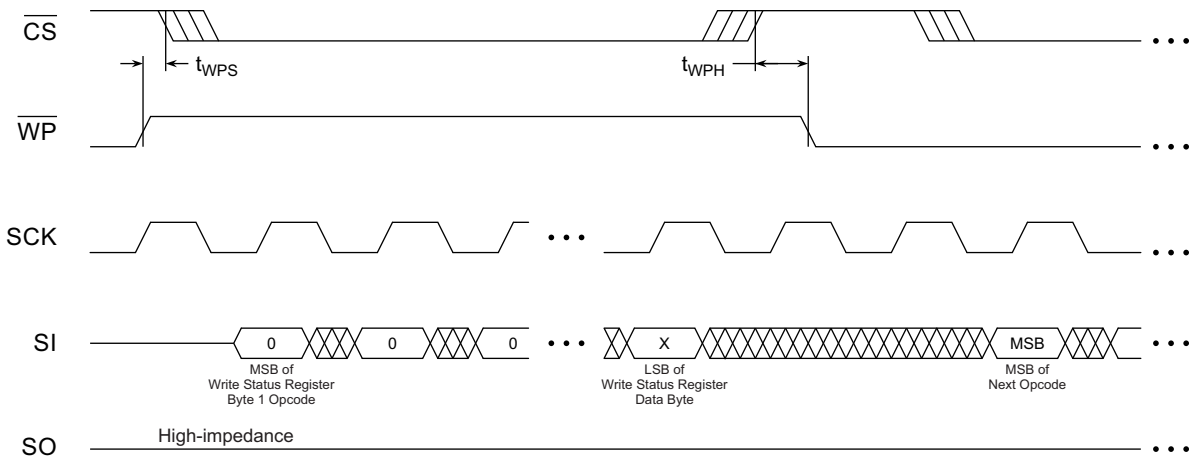 CS
tWPS
tWPH
WP
SCK
SI
0
0
0
X
MSB
MSB of
Write Status Register
Byte 1 Opcode
LSB of
Write Status Register
Data Byte
MSB of
Next Opcode
SO
High-impedance